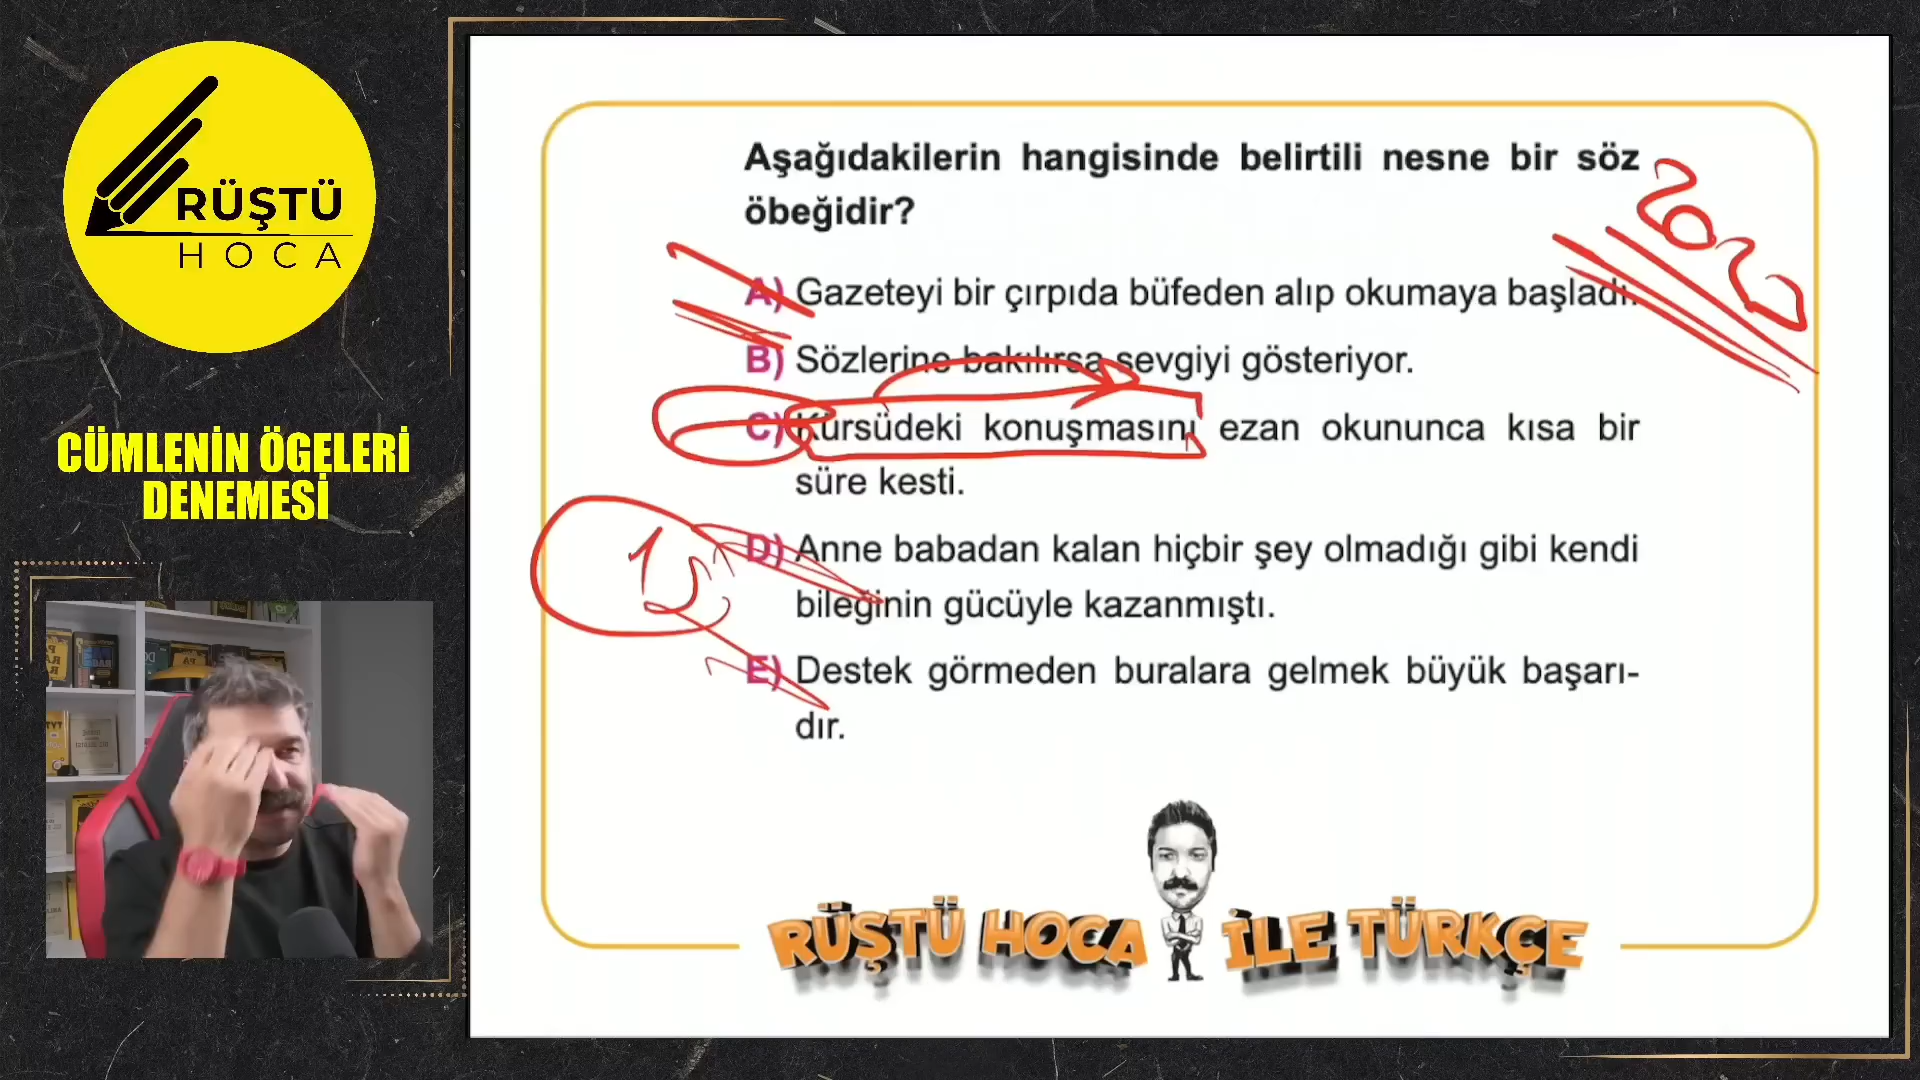 RÜŞTÜ
HOCA
CÜMLENİN ÖGELERİ
DENEMESİ
Aşağıdakilerin hangisinde belirtili nesne bir söz
öbeğidir?
A) Gazeteyi bir çırpıda büfeden alıp okumaya başladı.
B) Sözlerine bakılırsa sevgiyi gösteriyor.
C) Kürsüdeki konuşmasını ezan okununca kısa bir
süre kesti.
D) Anne babadan kalan hiçbir şey olmadığı gibi kendi
bileğinin gücüyle kazanmıştı.
E) Destek görmeden buralara gelmek büyük başarı-
dır.
2020
RÜŞTÜ HOCA İLE TÜRKÇE